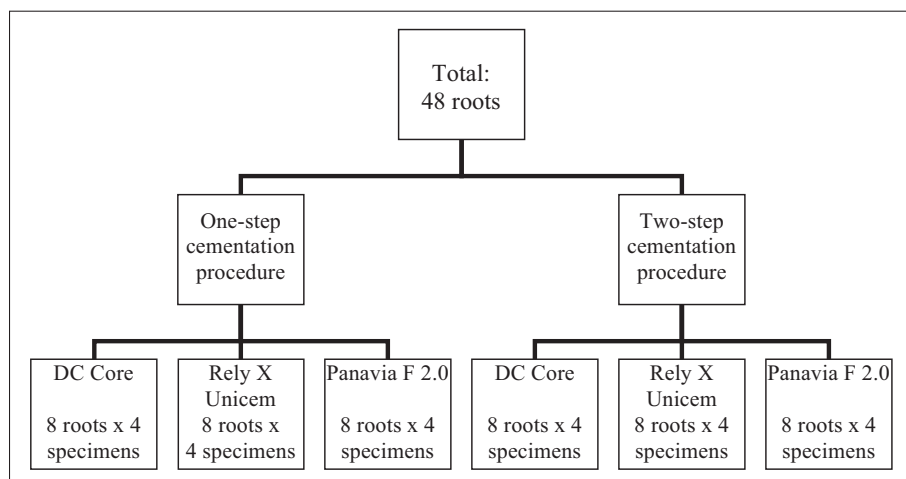 Total:
48 roots
One-step
cementation
procedure
Two-step
cementation
procedure
DC Core
8 roots x 4
specimens
Rely X
Unicem
8 roots x
4 specimens
Panavia F 2.0
8 roots x 4
specimens
DC Core
8 roots x 4
specimens
Rely X
Unicem
8 roots x 4
specimens
Panavia F 2.0
8 roots x 4
specimens